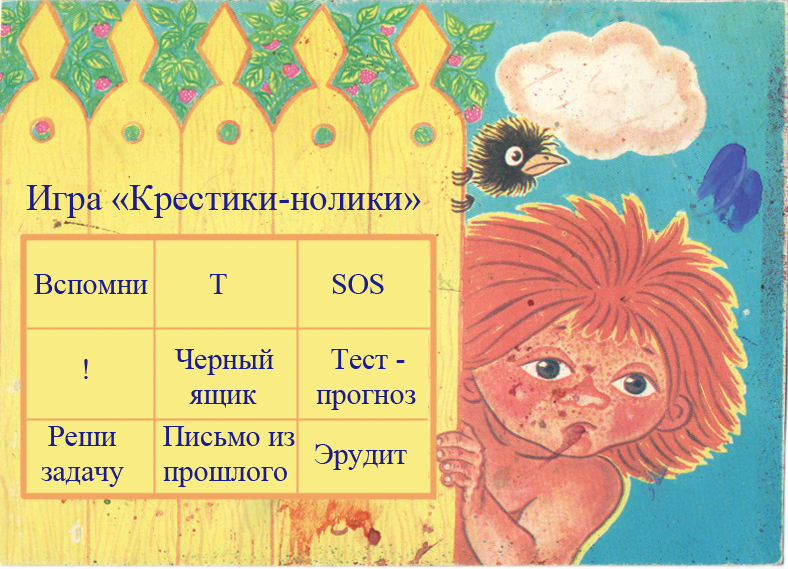 Игра «Крестики-нолики»
Вспомни
Т
SOS
!
Черный
ящик
Тест -
прогноз
Реши
задачу
Письмо из
прошлого
Эрудит